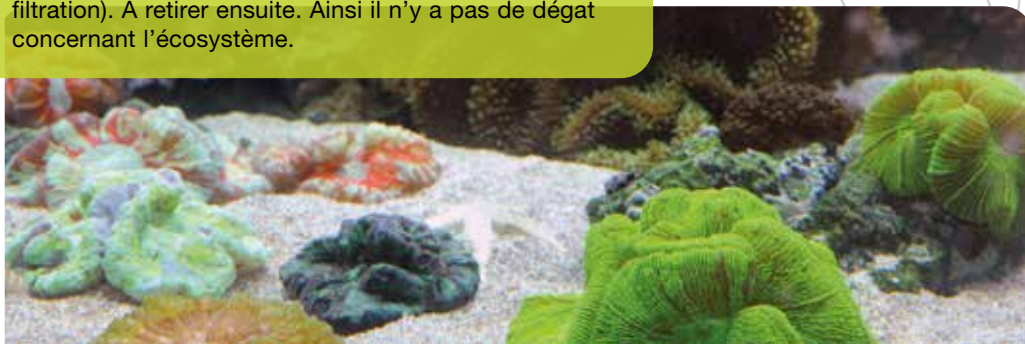 filtration). A retirer ensuite. Ainsi il n’y a pas de dégat
concernant l’écosystème.